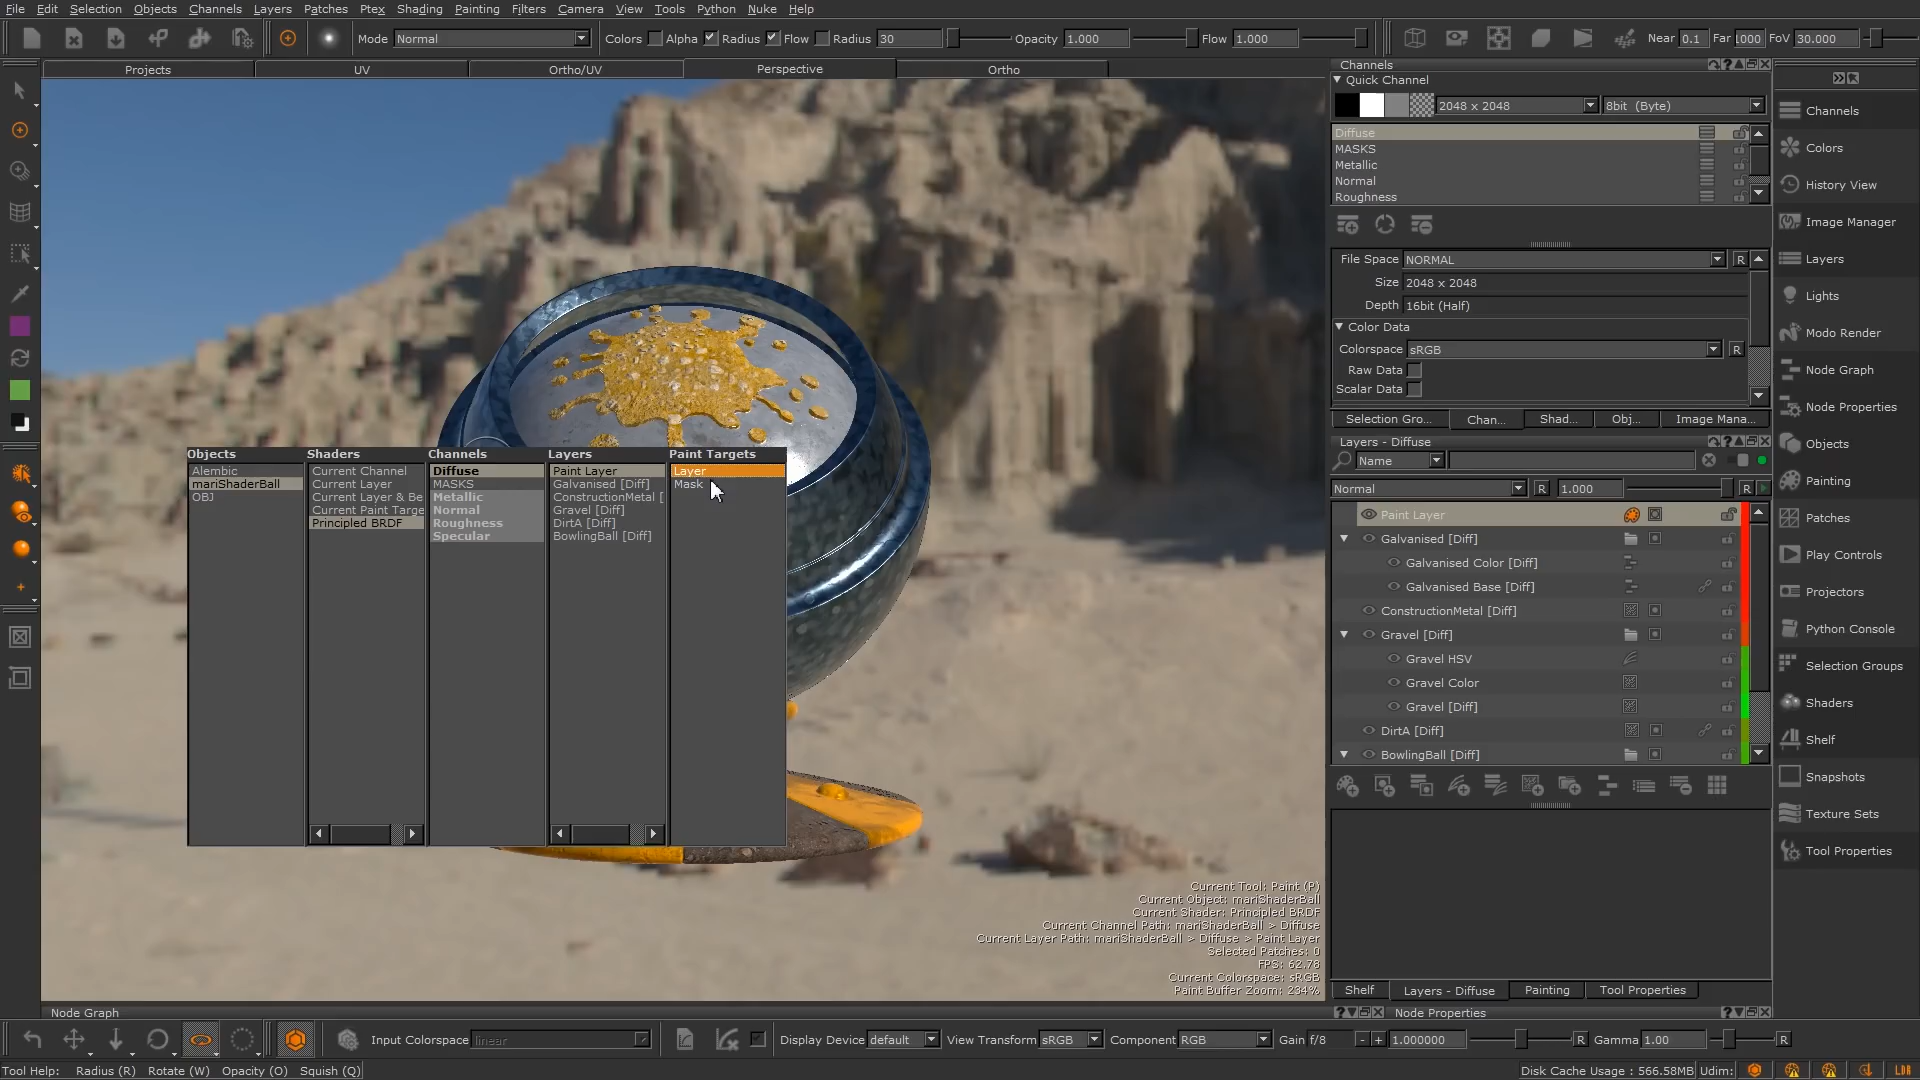 File Edit Selection Objects Channels Layers Patches Ptex Shading Painting Filters Camera View Tools Python Nuke Help
Mode Normal Colors Alpha Radius Flow Radius 30 Opacity 1.000 Flow 1.000 Near 0.1 Far 1000 FoV 30.000
Projects UV Ortho/UV Perspective Ortho
Channels
Quick Channel
2048 x 2048 8bit (Byte)
Diffuse
MASKS
Metallic
Normal
Roughness
File Space NORMAL R
Size 2048 x 2048
Depth 16bit (Half)
Color Data
Colorspace sRGB R
Raw Data
Scalar Data
Selection Gro... Chan... Shad... Obj... Image Mana...
Layers - Diffuse
Name
Normal R 1.000 R
Paint Layer
Galvanised [Diff]
Galvanised Color [Diff]
Galvanised Base [Diff]
ConstructionMetal [Diff]
Gravel [Diff]
Gravel HSV
Gravel Color
Gravel [Diff]
DirtA [Diff]
BowlingBall [Diff]
Shelf Layers - Diffuse Painting Tool Properties
Channels
Colors
History View
Image Manager
Layers
Lights
Modo Render
Node Graph
Node Properties
Objects
Painting
Patches
Play Controls
Projectors
Python Console
Selection Groups
Shaders
Shelf
Snapshots
Texture Sets
Tool Properties
Objects
Alembic
mariShaderBall
OBJ
Shaders
Current Channel
Current Layer
Current Layer & Be
Current Paint Targe
Principled BRDF
Channels
Diffuse
MASKS
Metallic
Normal
Roughness
Specular
Layers
Paint Layer
Galvanised [Diff]
ConstructionMetal [
Gravel [Diff]
DirtA [Diff]
BowlingBall [Diff]
Paint Targets
Layer
Mask
Current Tool: Paint (P)
Current Object: mariShaderBall
Current Shader: Principled BRDF
Current Channel Path: mariShaderBall > Diffuse
Current Layer Path: mariShaderBall > Diffuse > Paint Layer
Selected Patches: 0
FPS: 62.78
Current Colorspace: sRGB
Paint Buffer Zoom: 234%
Node Graph Node Properties
Input Colorspace linear Display Device default View Transform sRGB Component RGB Gain f/8 - + 1.000000 R Gamma 1.00 R
Tool Help: Radius (R) Rotate (W) Opacity (O) Squish (Q) Disk Cache Usage : 566.58MB Udim: LDR